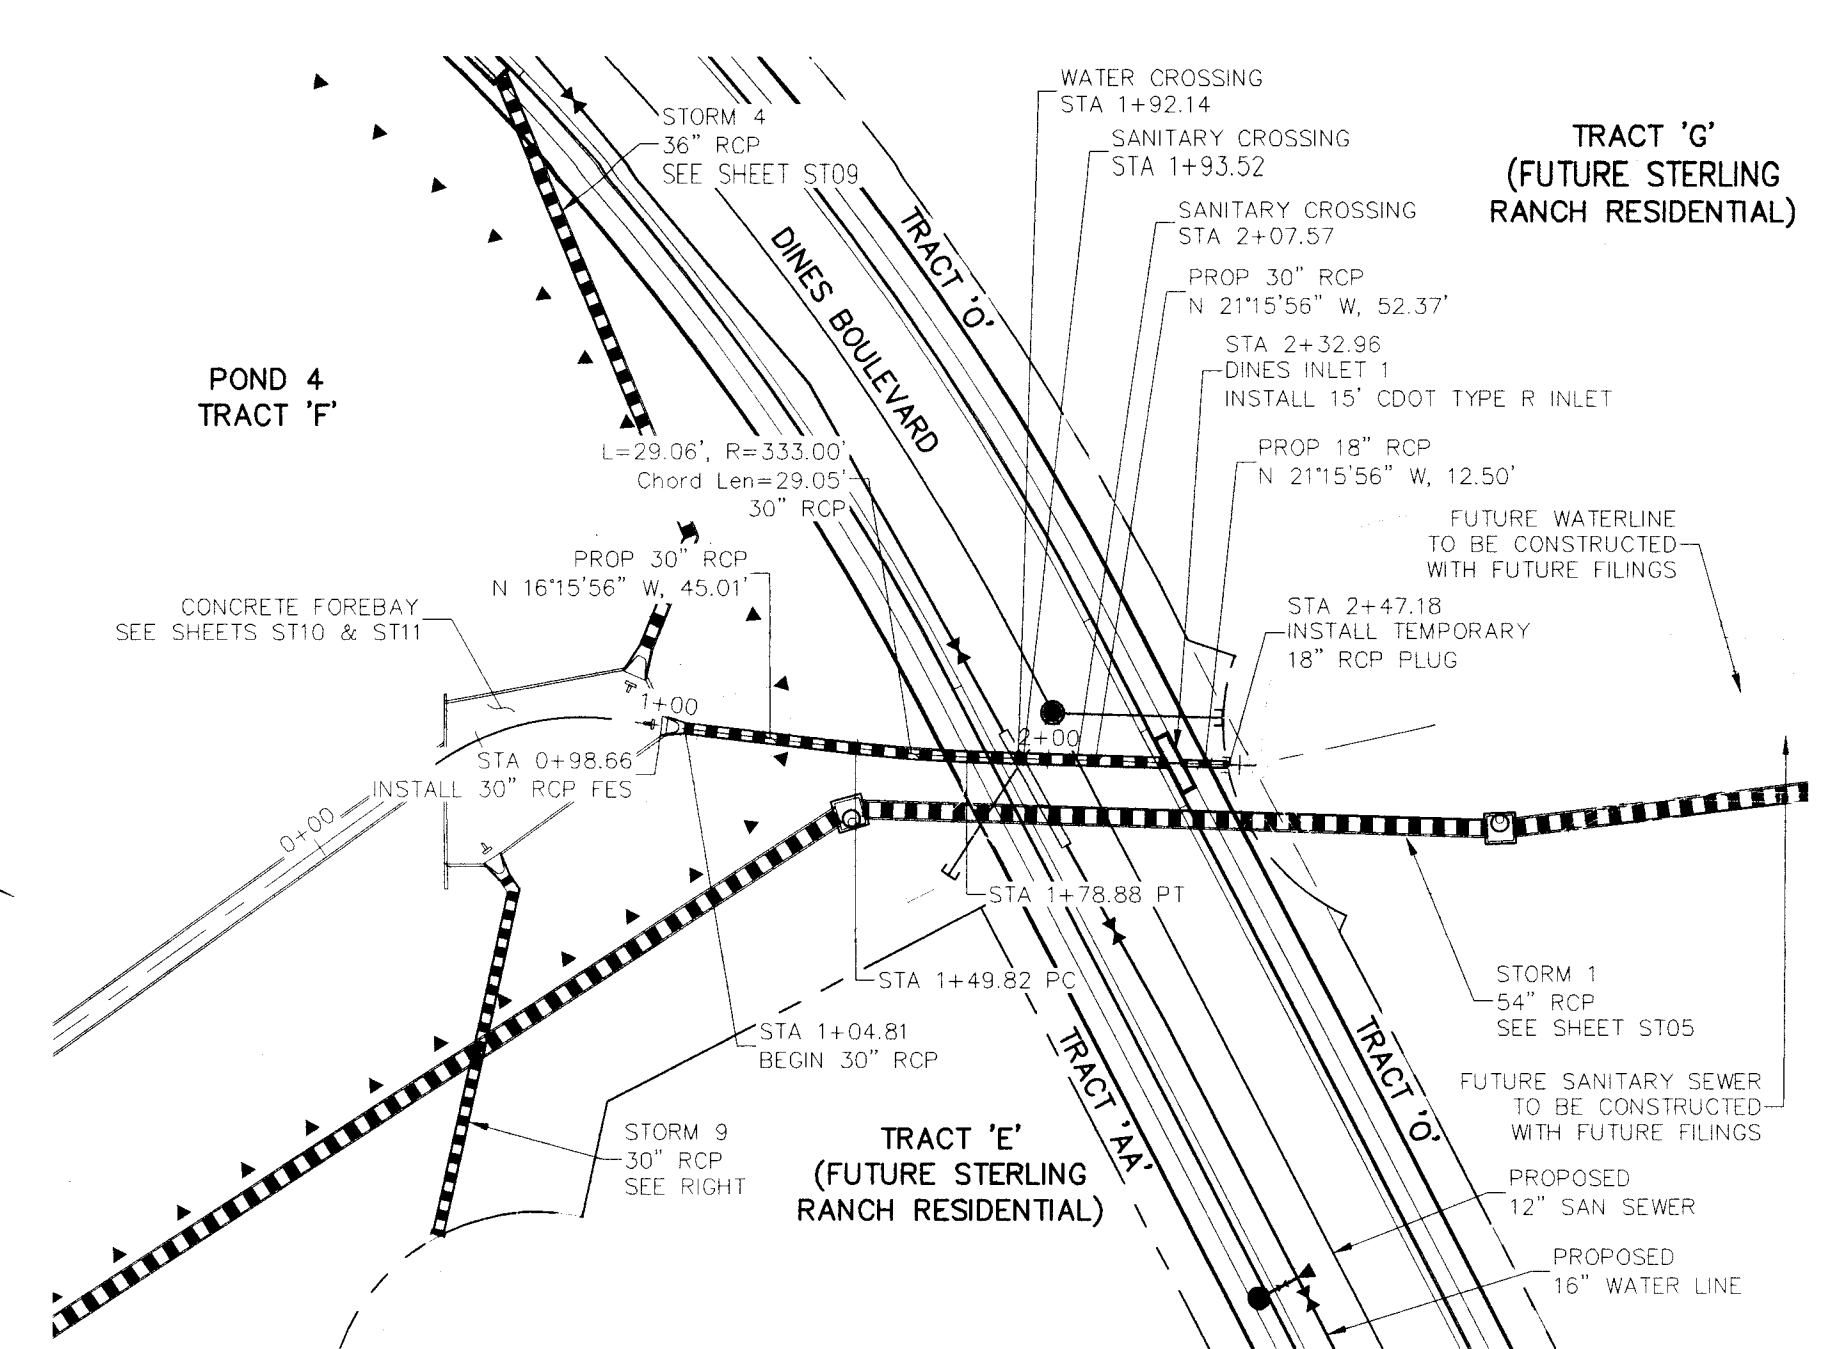 WATER CROSSING
STA 1+92.14
SANITARY CROSSING
STA 1+93.52
TRACT 'G'
(FUTURE STERLING
RANCH RESIDENTIAL)
STORM 4
36" RCP
SEE SHEET ST09
SANITARY CROSSING
STA 2+07.57
TRACT 'O'
DINES BOULEVARD
PROP 30" RCP
N 21°15'56" W, 52.37'
STA 2+32.96
DINES INLET 1
INSTALL 15' CDOT TYPE R INLET
POND 4
TRACT 'F'
L=29.06', R=333.00'
Chord Len=29.05'
30" RCP
PROP 18" RCP
N 21°15'56" W, 12.50'
FUTURE WATERLINE
TO BE CONSTRUCTED
WITH FUTURE FILINGS
PROP 30" RCP
N 16°15'56" W, 45.01'
CONCRETE FOREBAY
SEE SHEETS ST10 & ST11
STA 2+47.18
INSTALL TEMPORARY
18" RCP PLUG
1+00
2+00
STA 0+98.66
INSTALL 30" RCP FES
0+00
STA 1+78.88 PT
STA 1+49.82 PC
STORM 1
54" RCP
SEE SHEET ST05
STA 1+04.81
BEGIN 30" RCP
TRACT 'AA'
TRACT 'O'
FUTURE SANITARY SEWER
TO BE CONSTRUCTED
WITH FUTURE FILINGS
STORM 9
30" RCP
SEE RIGHT
TRACT 'E'
(FUTURE STERLING
RANCH RESIDENTIAL)
PROPOSED
12" SAN SEWER
PROPOSED
16" WATER LINE